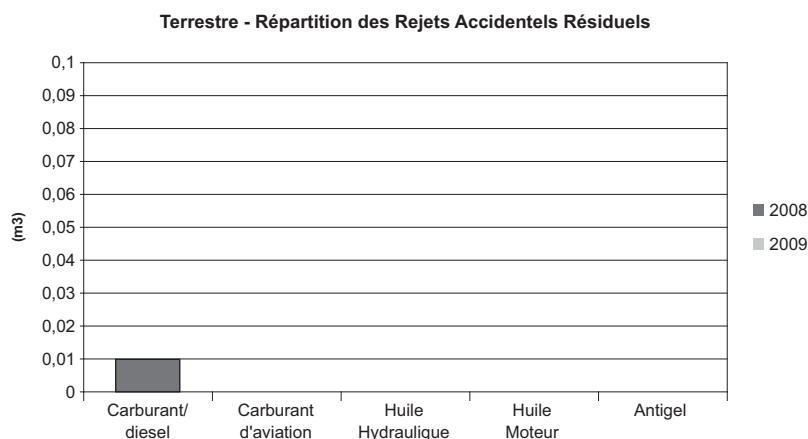 Terrestre - Répartition des Rejets Accidentels Résiduels
0,1
0,09
0,08
0,07
0,06
0,05
0,04
0,03
0,02
0,01
0
(m3)
Carburant/
diesel
Carburant
d'aviation
Huile
Hydraulique
Huile
Moteur
Antigel
2008
2009